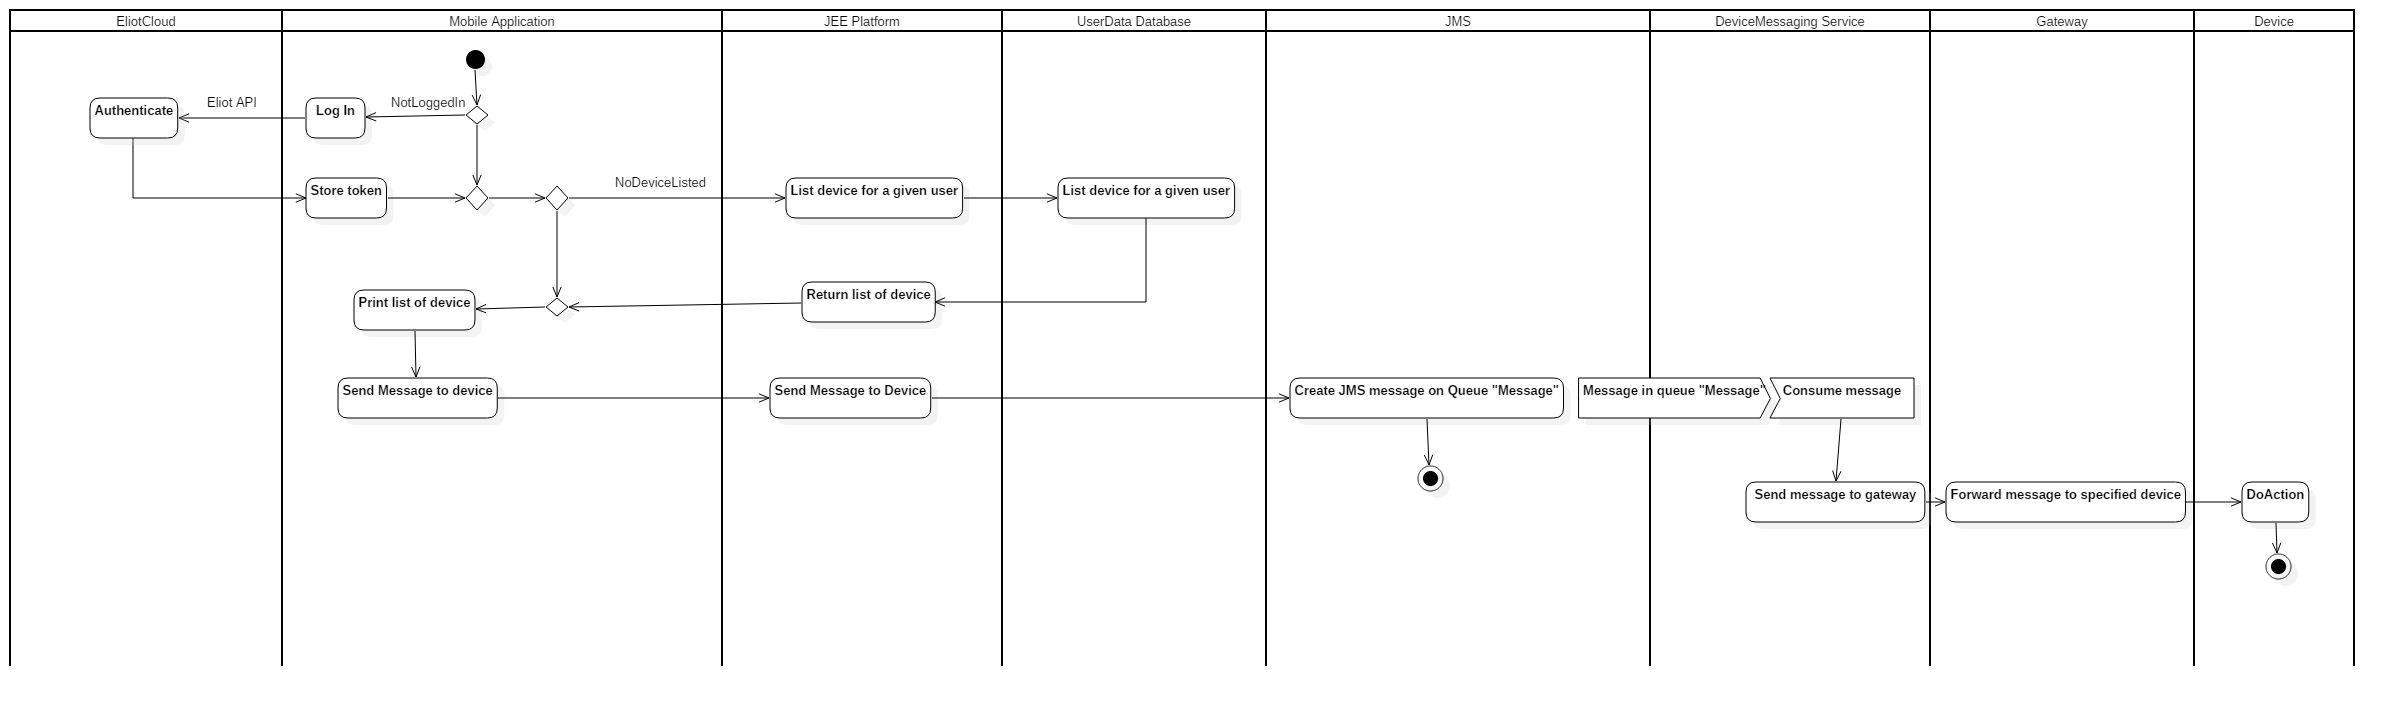 EliotCloud
Mobile Application
JEE Platform
UserData Database
JMS
DeviceMessaging Service
Gateway
Device
Authenticate
Eliot API
Log In
NotLoggedIn
Store token
NoDeviceListed
List device for a given user
List device for a given user
Print list of device
Return list of device
Send Message to device
Send Message to Device
Create JMS message on Queue "Message"
Message in queue "Message"
Consume message
Send message to gateway
Forward message to specified device
DoAction